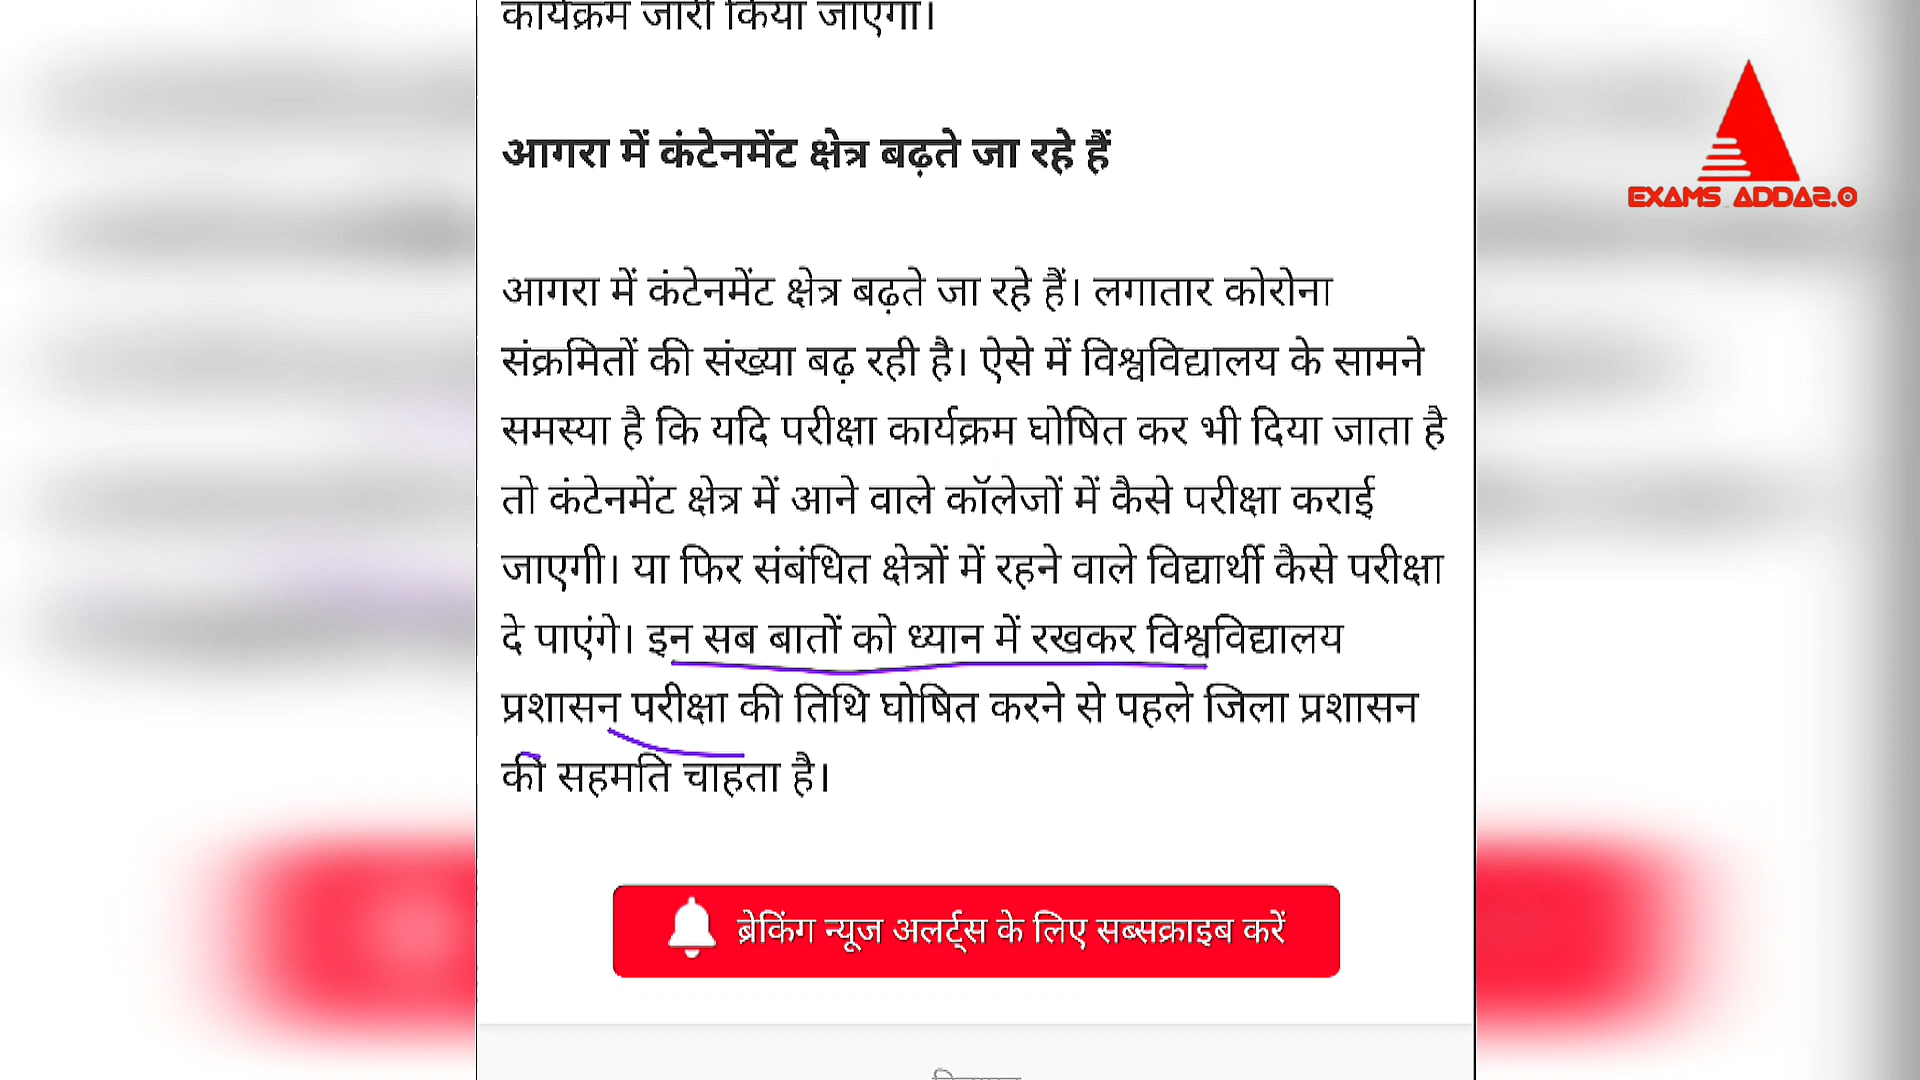 कार्यक्रम जारी किया जाएगा।
आगरा में कंटेनमेंट क्षेत्र बढ़ते जा रहे हैं
EXAMS ADDA2.0
आगरा में कंटेनमेंट क्षेत्र बढ़ते जा रहे हैं। लगातार कोरोना
संक्रमितों की संख्या बढ़ रही है। ऐसे में विश्वविद्यालय के सामने
समस्या है कि यदि परीक्षा कार्यक्रम घोषित कर भी दिया जाता है
तो कंटेनमेंट क्षेत्र में आने वाले कॉलेजों में कैसे परीक्षा कराई
जाएगी। या फिर संबंधित क्षेत्रों में रहने वाले विद्यार्थी कैसे परीक्षा
दे पाएंगे। इन सब बातों को ध्यान में रखकर विश्वविद्यालय
प्रशासन परीक्षा की तिथि घोषित करने से पहले जिला प्रशासन
की सहमति चाहता है।
ब्रेकिंग न्यूज अलर्ट्स के लिए सब्सक्राइब करें